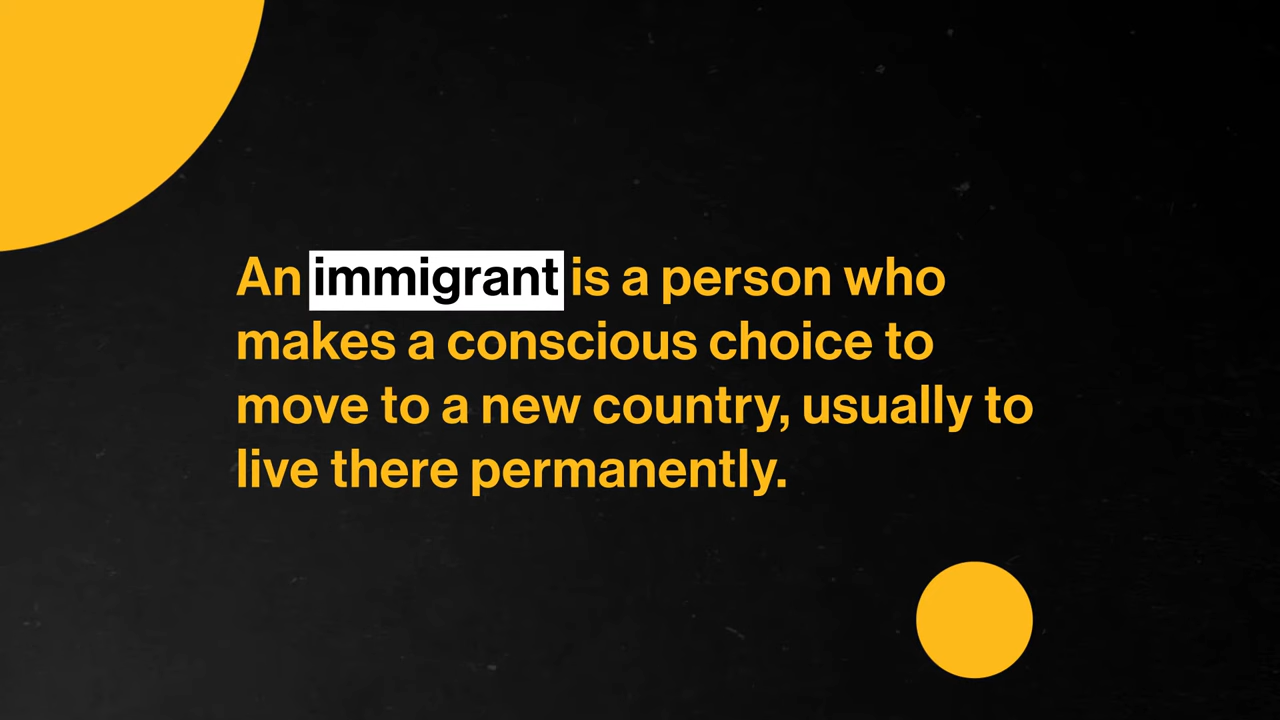 An immigrant is a person who
makes a conscious choice to
move to a new country, usually to
live there permanently.